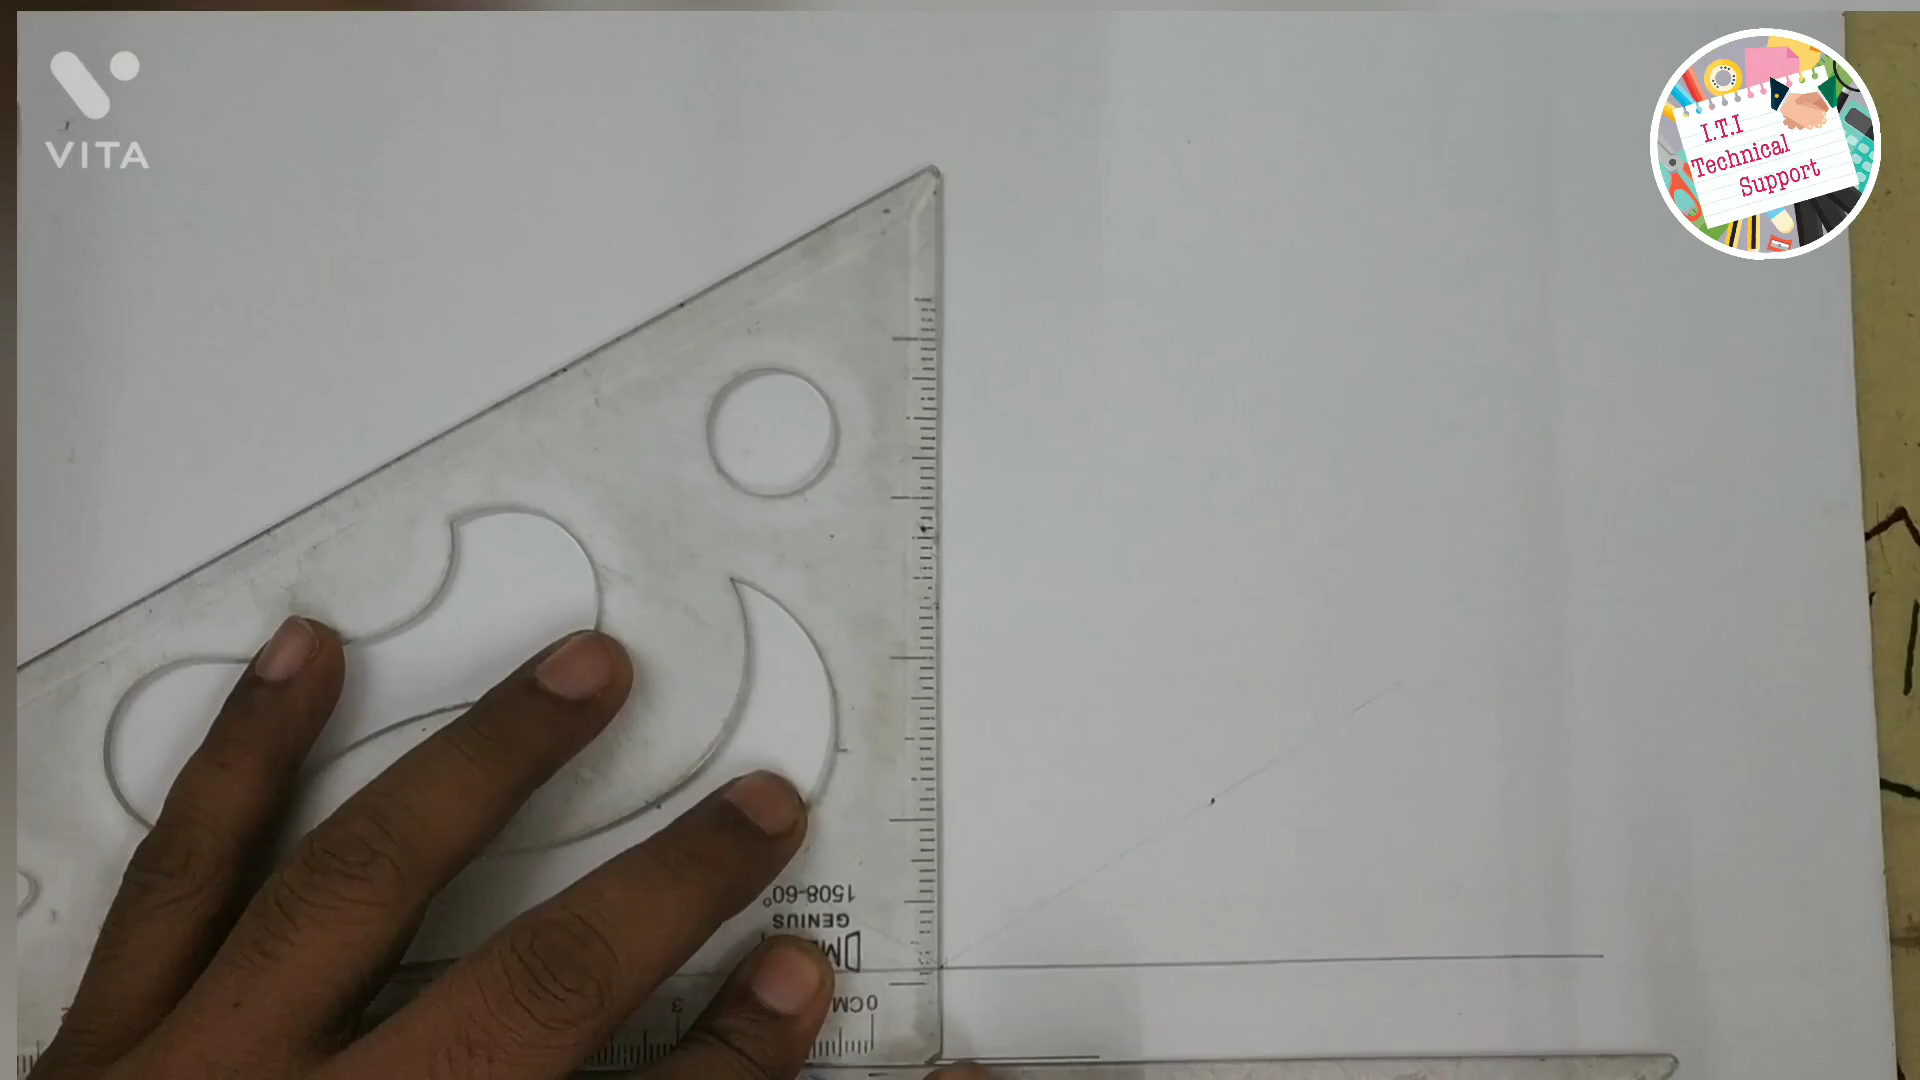 VITA
I.T.I
Technical
Support
1508-60°
GENIUS
3
0CM